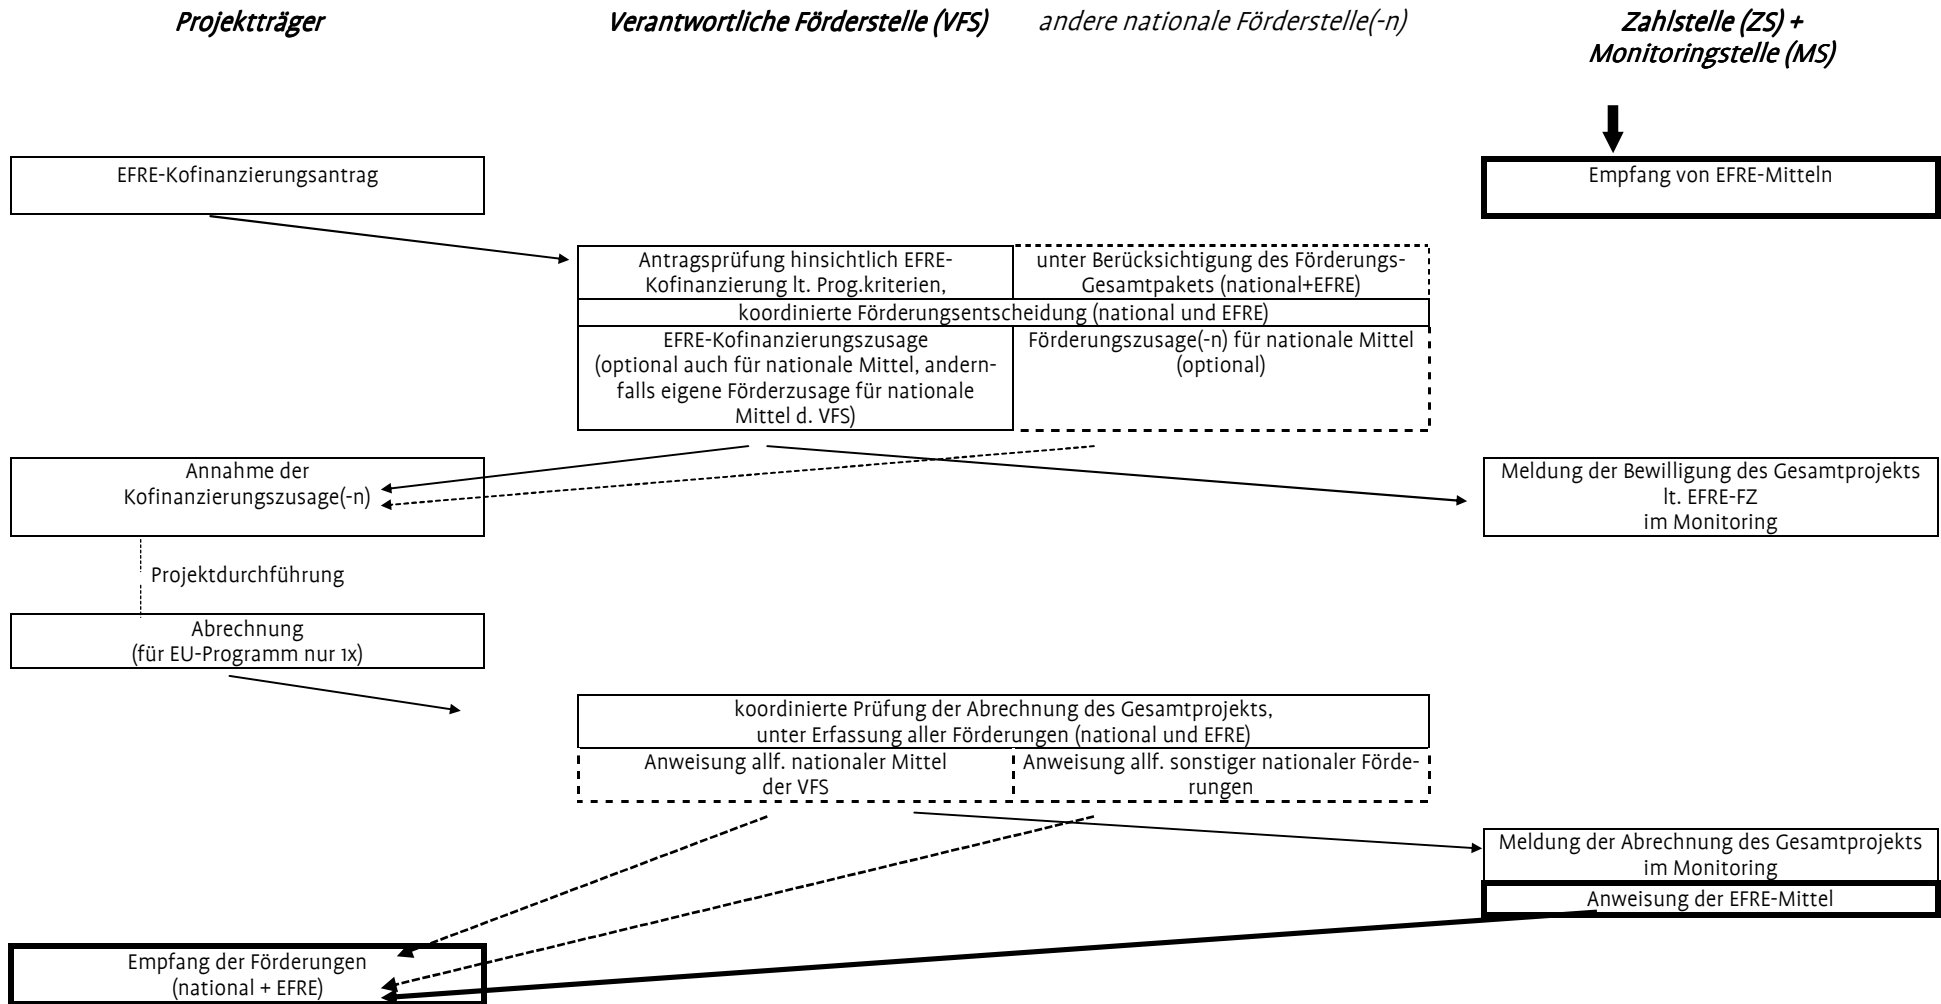 Projektträger
Verantwortliche Förderstelle (VFS)
andere nationale Förderstelle(-n)
Zahlstelle (ZS) +
Monitoringstelle (MS)
EFRE-Kofinanzierungsantrag
Empfang von EFRE-Mitteln
Antragsprüfung hinsichtlich EFRE-
Kofinanzierung lt. Prog.kriterien,
unter Berücksichtigung des Förderungs-
Gesamtpakets (national+EFRE)
koordinierte Förderungsentscheidung (national und EFRE)
EFRE-Kofinanzierungszusage
(optional auch für nationale Mittel, andern-
falls eigene Förderzusage für nationale
Mittel d. VFS)
Förderungszusage(-n) für nationale Mittel
(optional)
Annahme der
Kofinanzierungszusage(-n)
Meldung der Bewilligung des Gesamtprojekts
lt. EFRE-FZ
im Monitoring
Projektdurchführung
Abrechnung
(für EU-Programm nur 1x)
koordinierte Prüfung der Abrechnung des Gesamtprojekts,
unter Erfassung aller Förderungen (national und EFRE)
Anweisung allf. nationaler Mittel
der VFS
Anweisung allf. sonstiger nationaler Förde-
rungen
Meldung der Abrechnung des Gesamtprojekts
im Monitoring
Anweisung der EFRE-Mittel
Empfang der Förderungen
(national + EFRE)